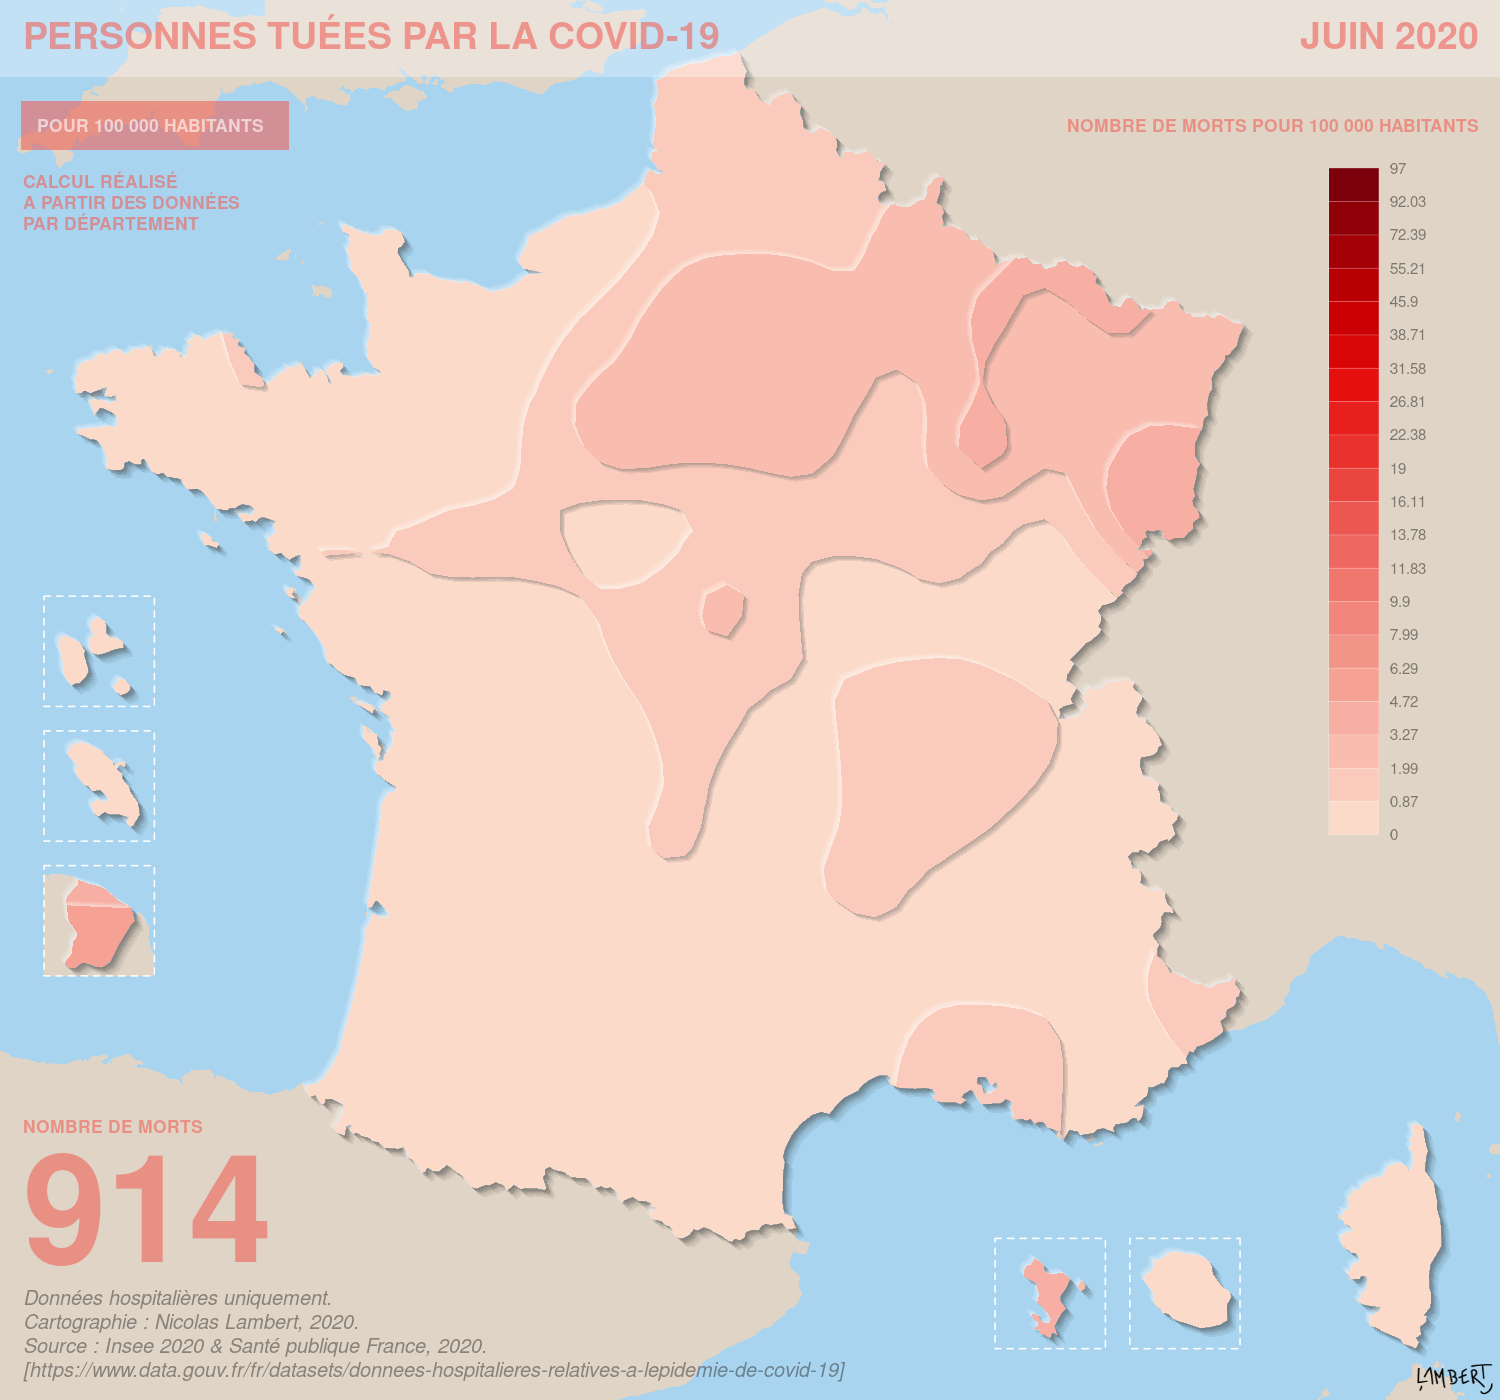 PERSONNES TUÉES PAR LA COVID-19
JUIN 2020
POUR 100 000 HABITANTS
CALCUL RÉALISÉ
A PARTIR DES DONNÉES
PAR DÉPARTEMENT
NOMBRE DE MORTS POUR 100 000 HABITANTS
97
92.03
72.39
55.21
45.9
38.71
31.58
26.81
22.38
19
16.11
13.78
11.83
9.9
7.99
6.29
4.72
3.27
1.99
0.87
0
NOMBRE DE MORTS
914
Données hospitalières uniquement.
Cartographie : Nicolas Lambert, 2020.
Source : Insee 2020 & Santé publique France, 2020.
[https://www.data.gouv.fr/fr/datasets/donnees-hospitalieres-relatives-a-lepidemie-de-covid-19]
LAMBERT